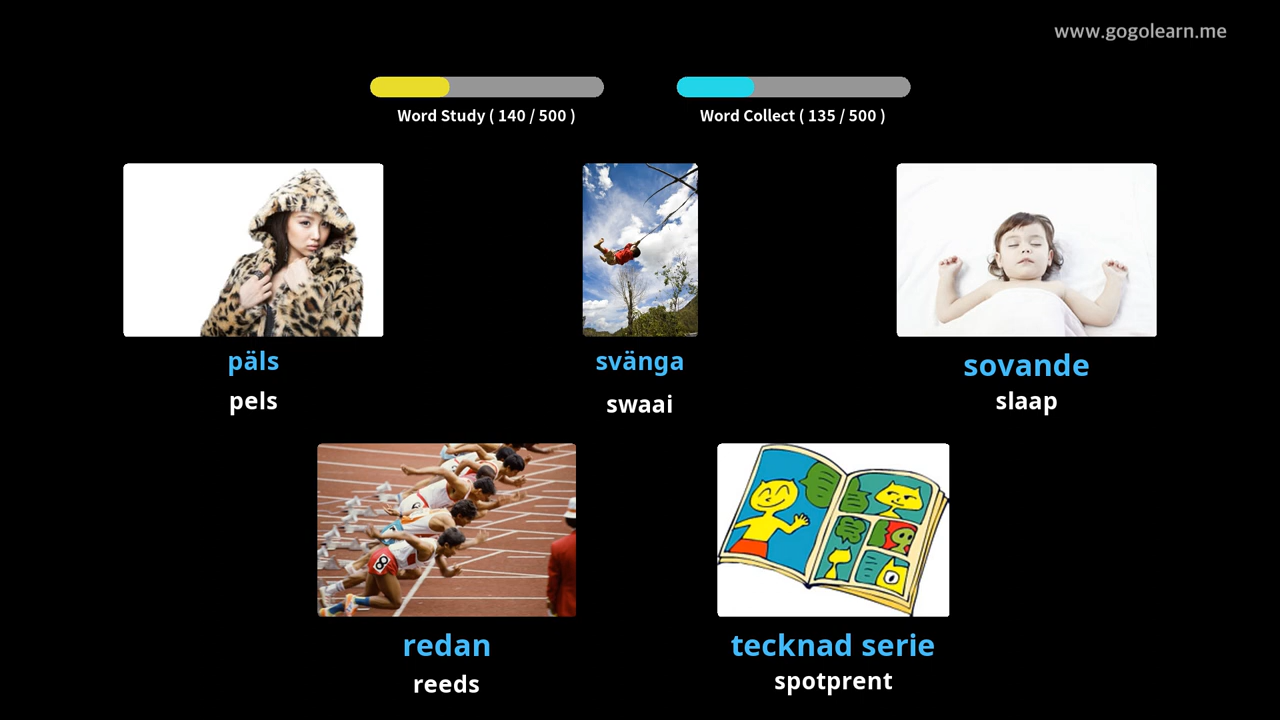 www.gogolearn.me
Word Study ( 140 / 500 )
Word Collect ( 135 / 500 )
päls
svänga
sovande
pels
swaai
slaap
8
redan
tecknad serie
reeds
spotprent